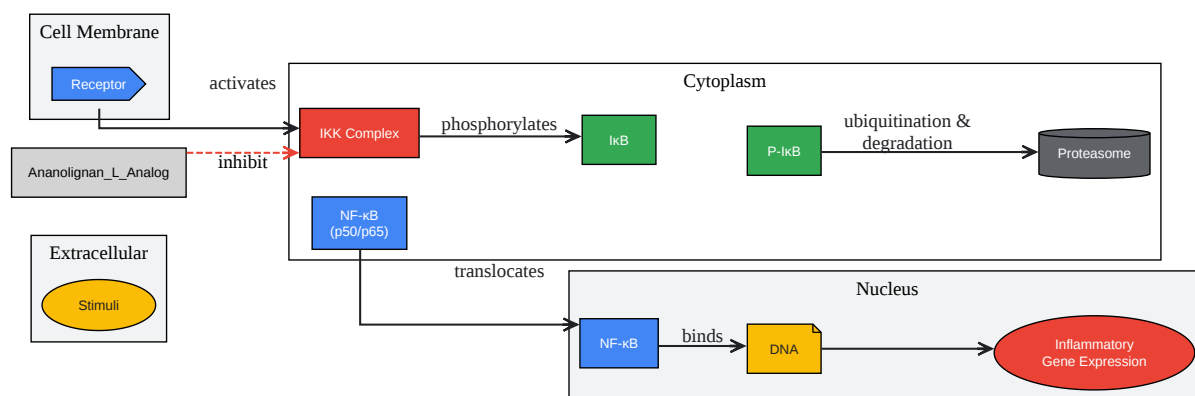 Cell Membrane
Receptor
activates
Cytoplasm
IKK Complex
phosphorylates
IκB
P-IκB
ubiquitination &
degradation
Proteasome
inhibit
Ananolignan_L_Analog
NF-κB
(p50/p65)
Extracellular
Stimuli
translocates
Nucleus
NF-κB
binds
DNA
Inflammatory
Gene Expression